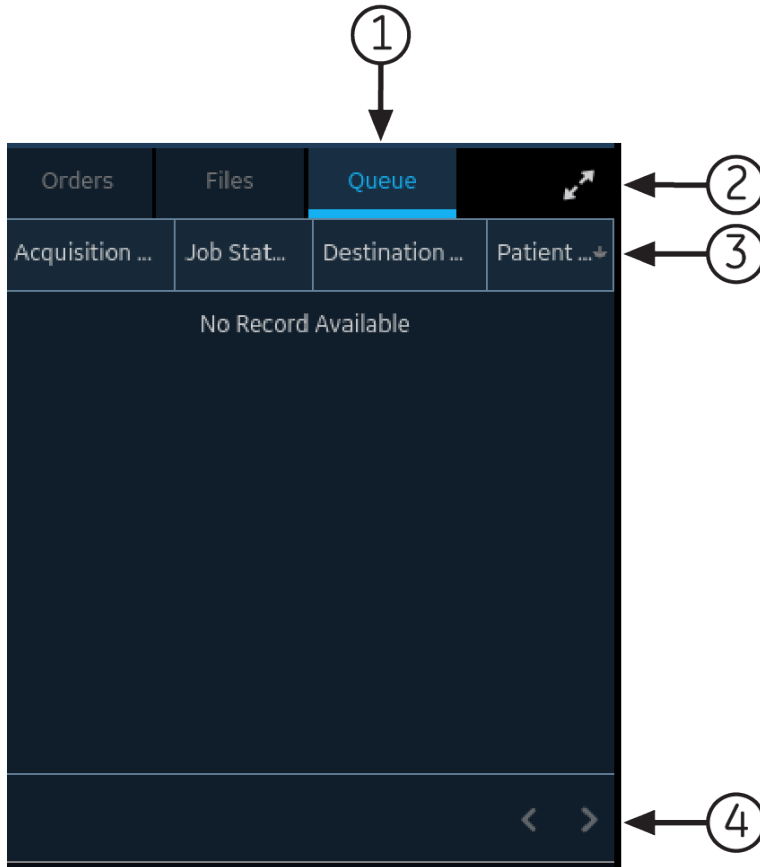 1
Orders Files Queue
2
Acquisition ... Job Stat... Destination ... Patient ...
3
No Record Available
4